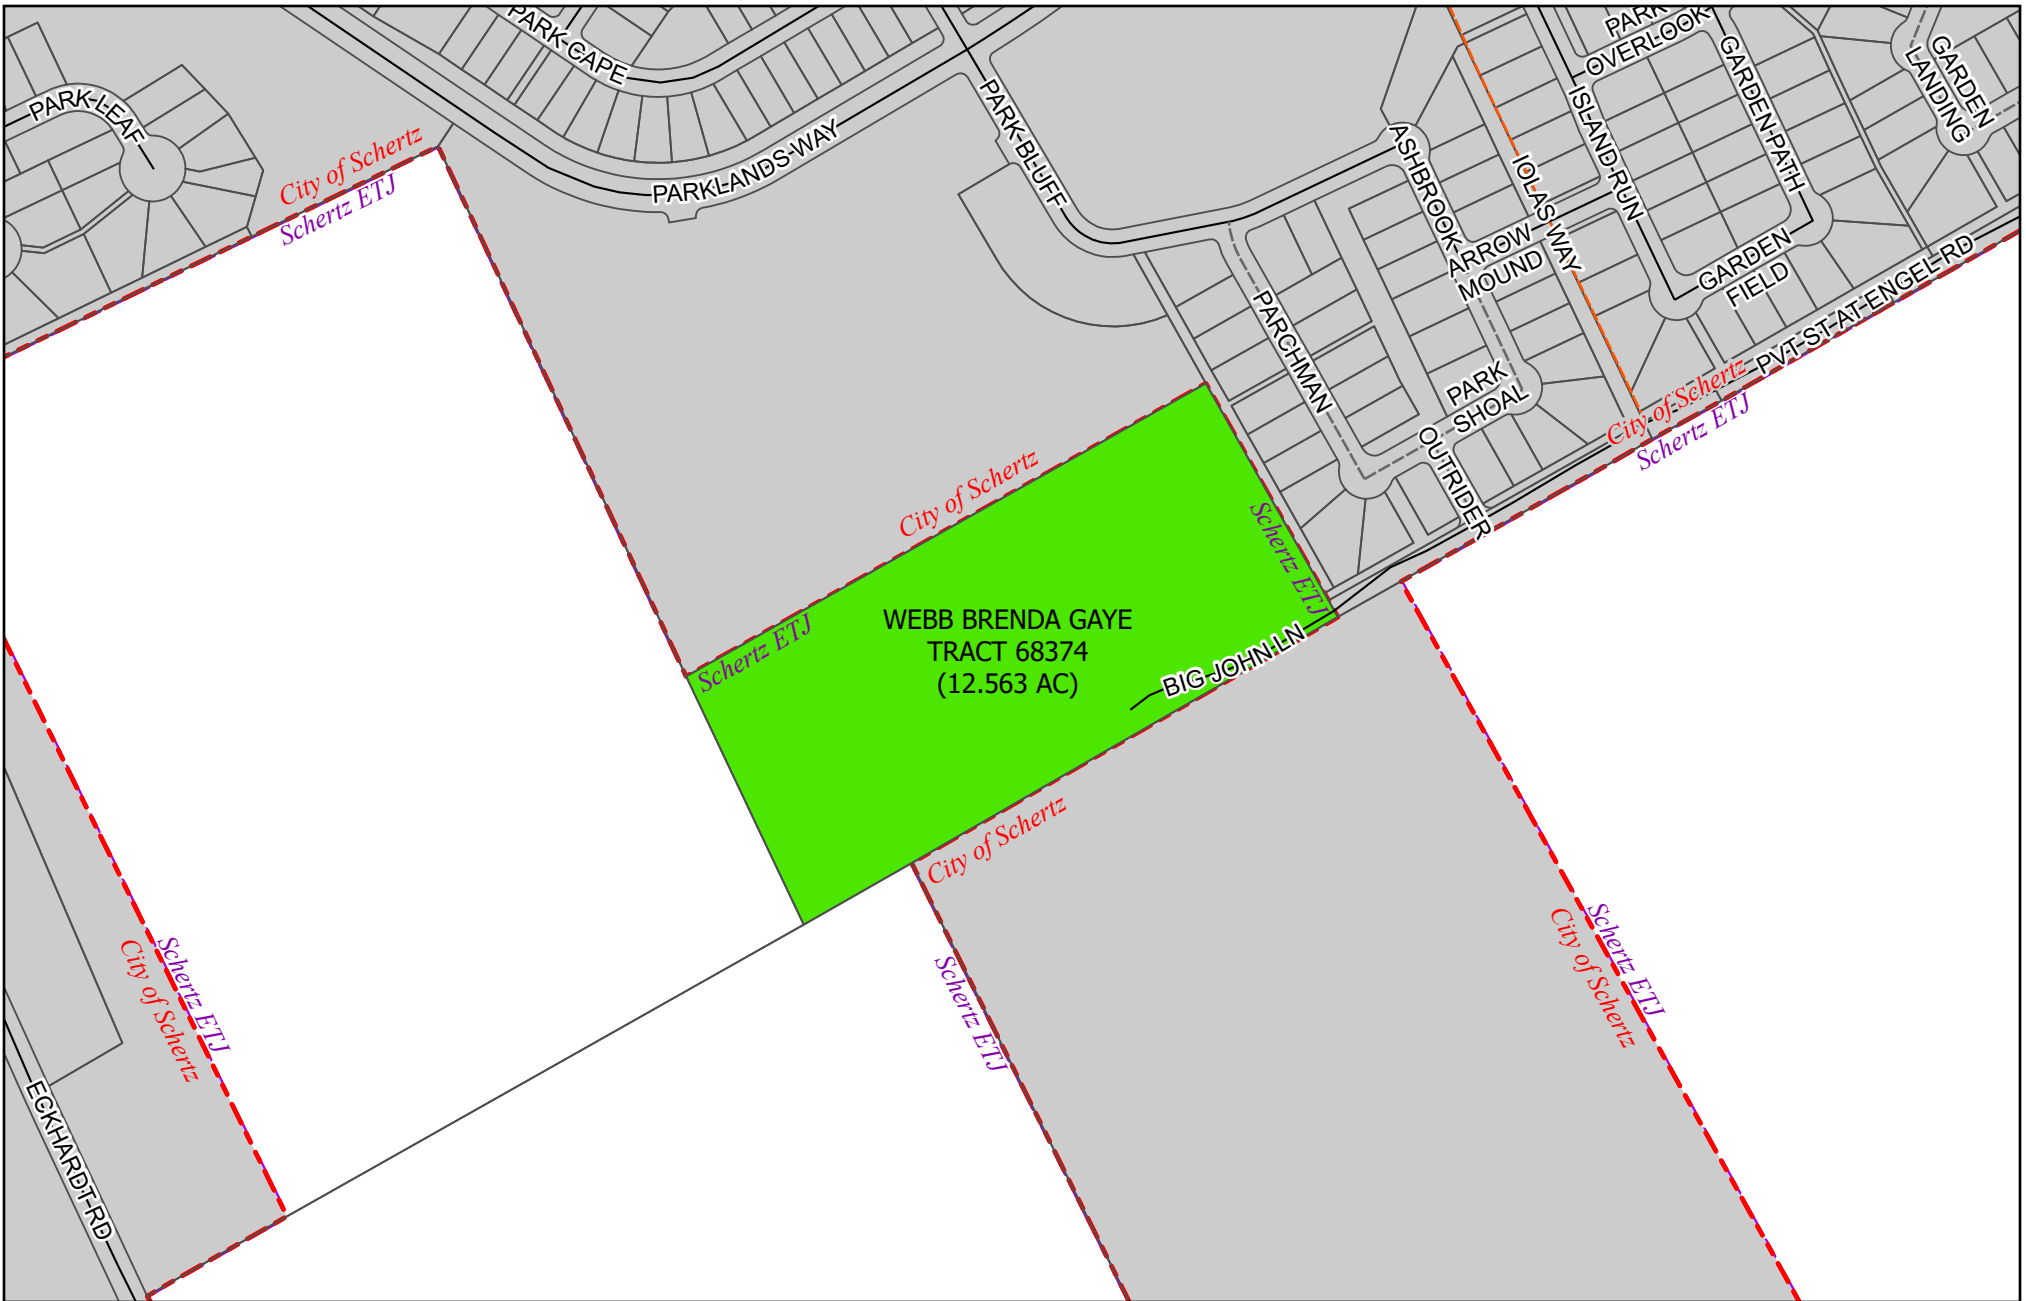 PARK CAPE
PARK
OVERLOOK
GARDEN
LANDING
PARK-LEAF
PARK-BLUFF
GARDEN-PATH
ISLAND-RUN
City of Schertz
Schertz ETJ
PARKLANDS-WAY
ASHBROOK
IOLAS WAY
ARROW
MOUND
GARDEN
FIELD
PVT-ST-AT-ENGEL-RD
PARCHMAN
PARK
SHOAL
City of Schertz
Schertz ETJ
OUTRIDER
City of Schertz
Schertz ETJ
WEBB BRENDA GAYE
TRACT 68374
(12.563 AC)
Schertz ETJ
BIG JOHN-LN
City of Schertz
Schertz ETJ
Schertz ETJ
City of Schertz
Schertz ETJ
City of Schertz
ECKHARDT-RD